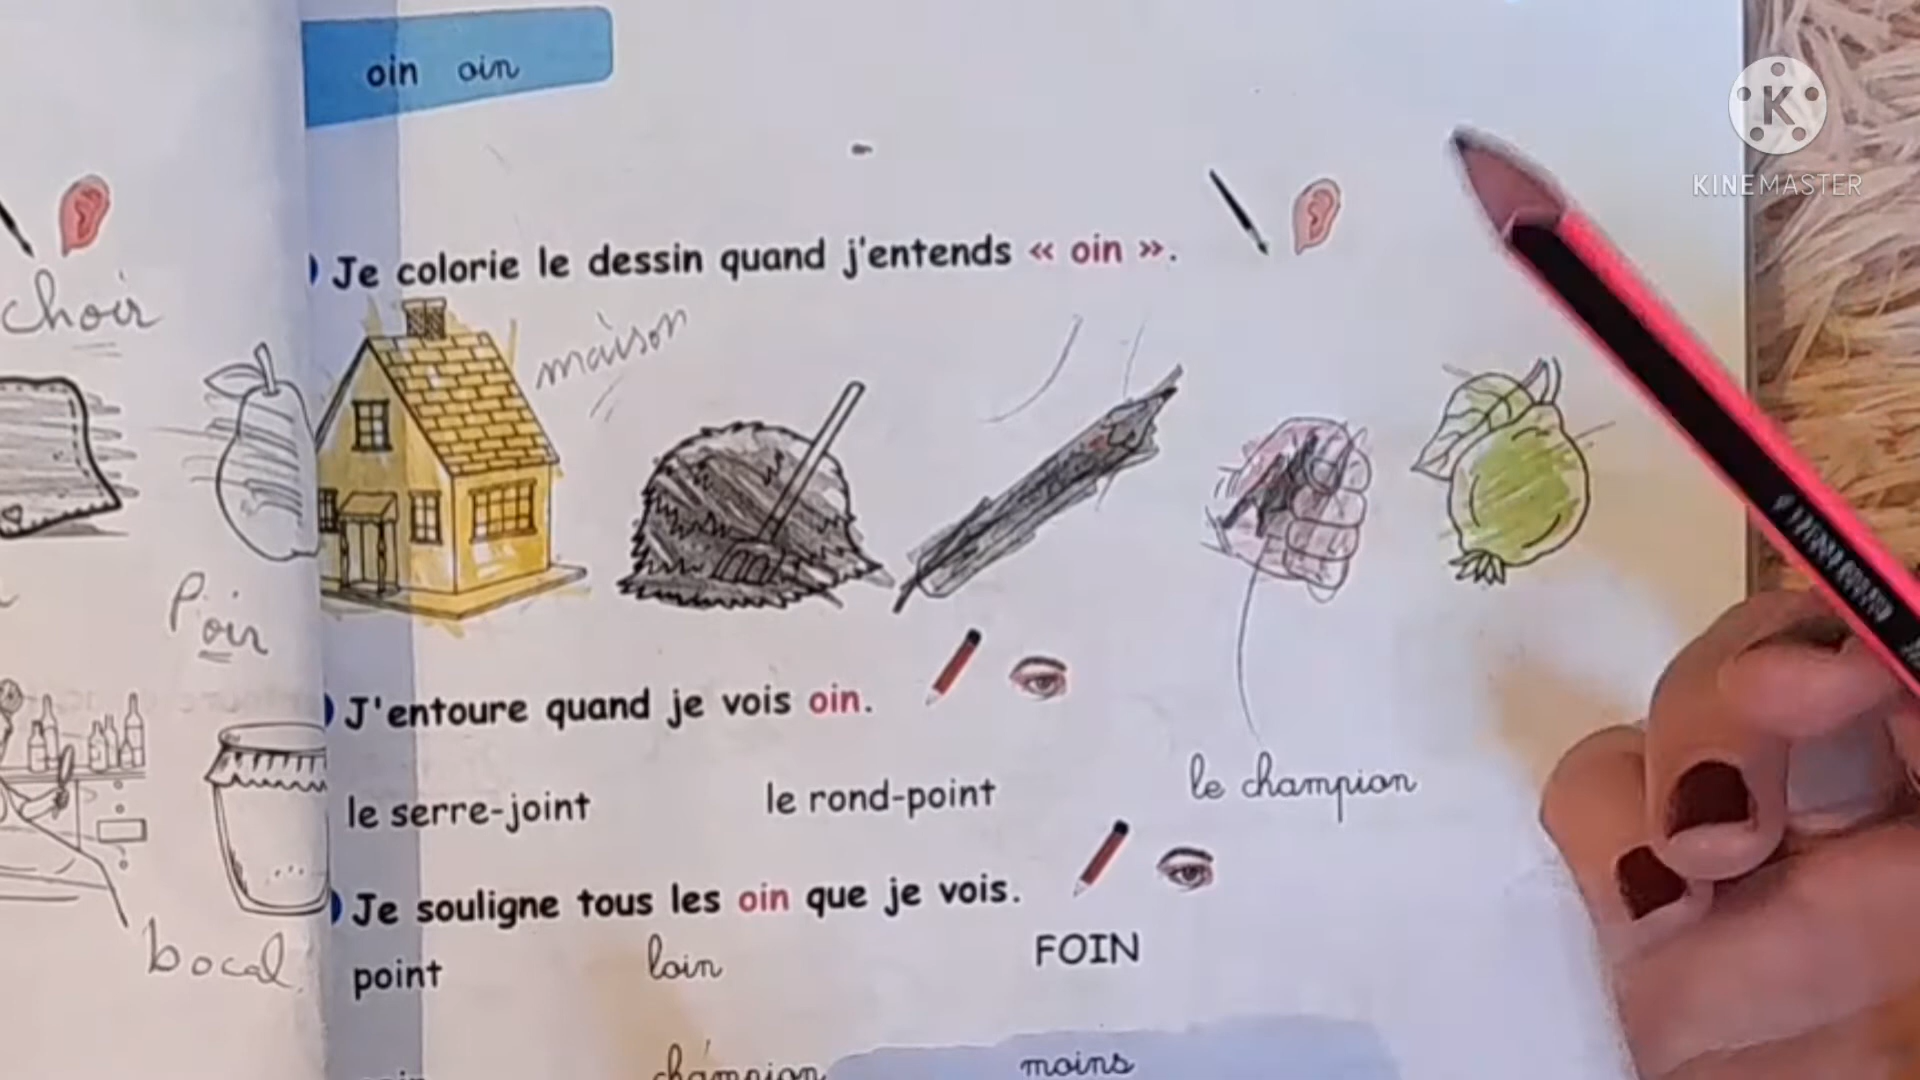 oin oin
choir
Je colorie le dessin quand j'entends « oin ».
maison
Poir
J'entoure quand je vois oin.
le serre-joint le rond-point le champion
Je souligne tous les oin que je vois.
bocal
point loin FOIN
champion moins
KINEMASTER